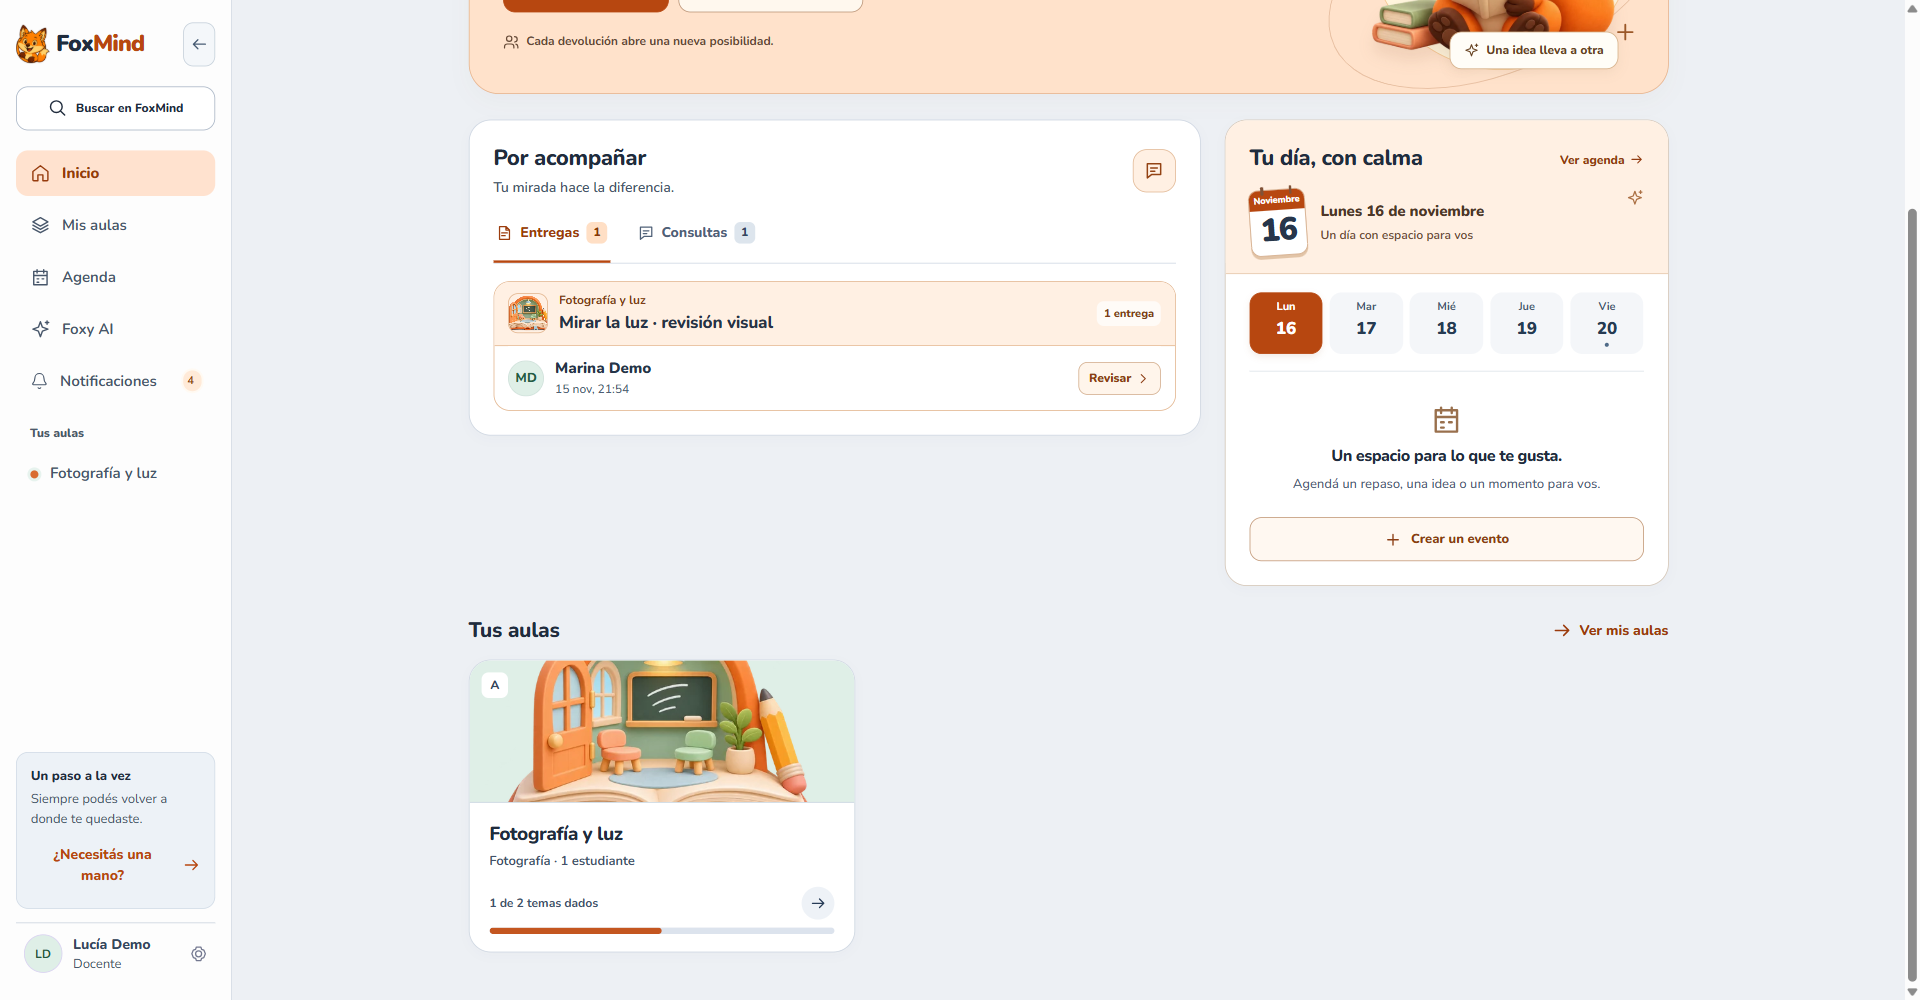 FoxMind
Buscar en FoxMind
Inicio
Mis aulas
Agenda
Foxy AI
Notificaciones
4
Tus aulas
Fotografía y luz
Un paso a la vez
Siempre podés volver a
donde te quedaste.
¿Necesitás una
mano?
LD
Lucía Demo
Docente
Cada devolución abre una nueva posibilidad.
Una idea lleva a otra
Por acompañar
Tu mirada hace la diferencia.
Entregas 1
Consultas 1
Fotografía y luz
Mirar la luz · revisión visual
1 entrega
MD
Marina Demo
15 nov, 21:54
Revisar
Tu día, con calma
Ver agenda
Noviembre
16
Lunes 16 de noviembre
Un día con espacio para vos
Lun
16
Mar
17
Mié
18
Jue
19
Vie
20
Un espacio para lo que te gusta.
Agendá un repaso, una idea o un momento para vos.
Crear un evento
Tus aulas
Ver mis aulas
A
Fotografía y luz
Fotografía · 1 estudiante
1 de 2 temas dados